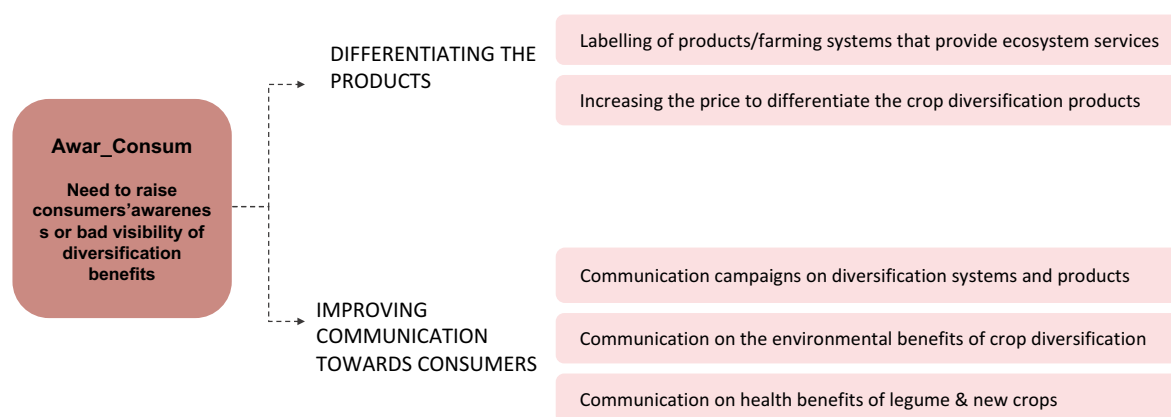 Awar_Consum
Need to raise
consumers'awarenes
s or bad visibility of
diversification
benefits
DIFFERENTIATING THE
PRODUCTS
Labelling of products/farming systems that provide ecosystem services
Increasing the price to differentiate the crop diversification products
IMPROVING
COMMUNICATION
TOWARDS CONSUMERS
Communication campaigns on diversification systems and products
Communication on the environmental benefits of crop diversification
Communication on health benefits of legume & new crops